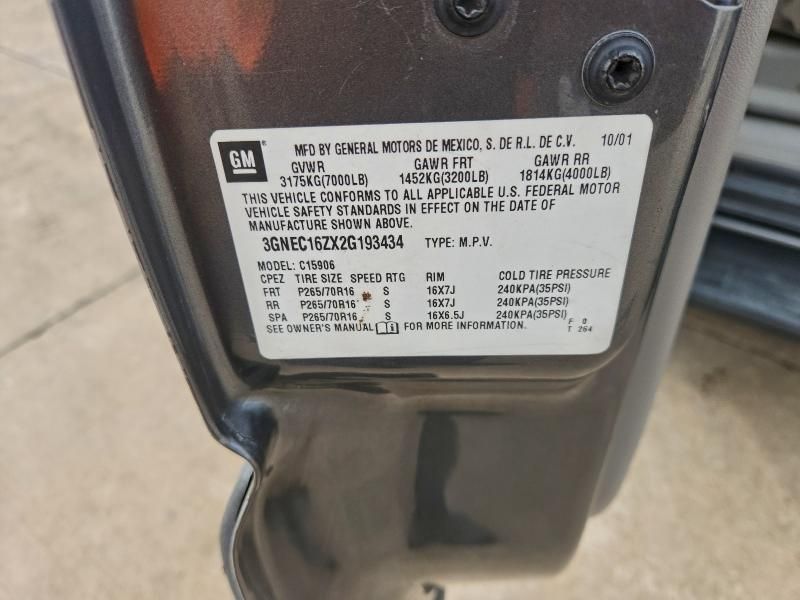 GM MFD BY GENERAL MOTORS DE MEXICO, S. DE R.L. DE C.V. 10/01
GVWR GAWR FRT GAWR RR
3175KG(7000LB) 1452KG(3200LB) 1814KG(4000LB)
THIS VEHICLE CONFORMS TO ALL APPLICABLE U.S. FEDERAL MOTOR
VEHICLE SAFETY STANDARDS IN EFFECT ON THE DATE OF
MANUFACTURE SHOWN ABOVE.
3GNEC16ZX2G193434 TYPE: M.P.V.
MODEL: C15906
CPEZ TIRE SIZE SPEED RTG RIM COLD TIRE PRESSURE
FRT P265/70R16 S 16X7J 240KPA(35PSI)
RR P265/70R16 S 16X7J 240KPA(35PSI)
SPA P265/70R16 S 16X6.5J 240KPA(35PSI)
SEE OWNER'S MANUAL FOR MORE INFORMATION.
F 0
T 264